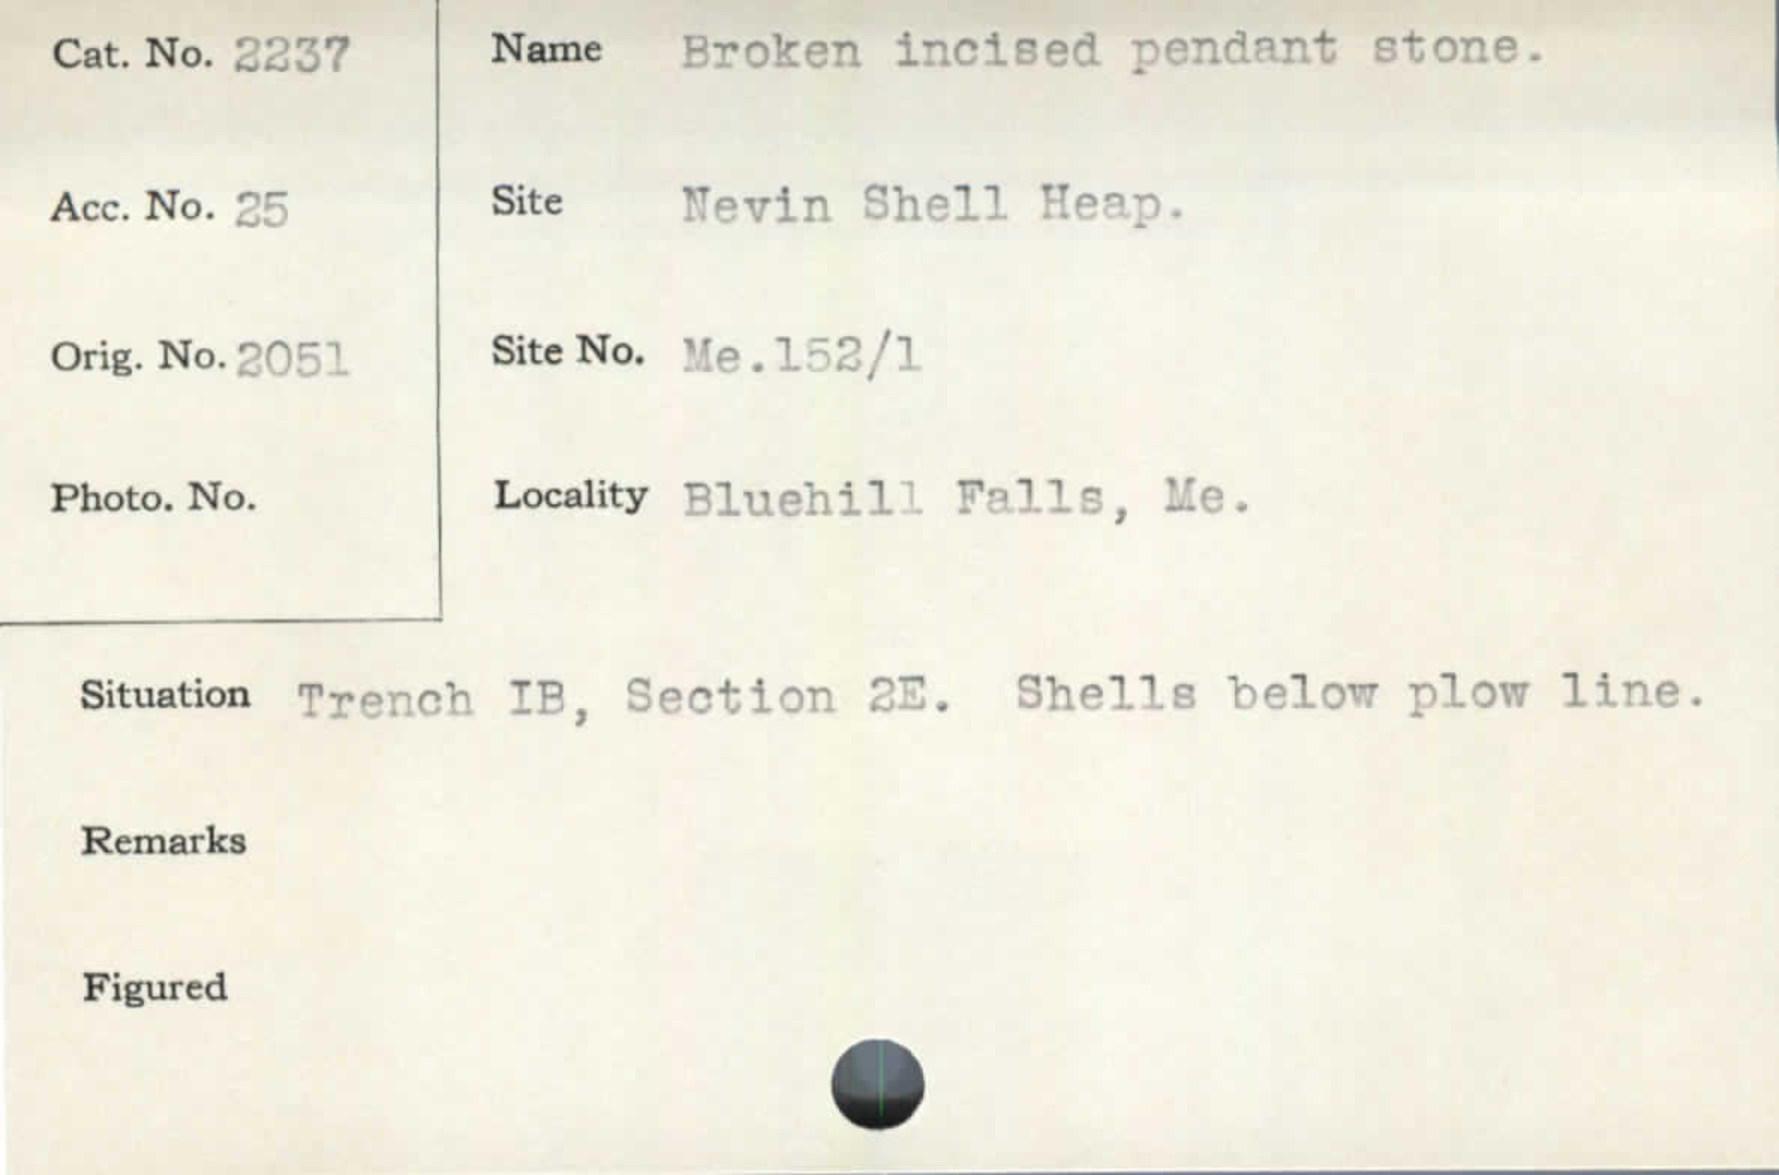 Cat. No. 2237
Name Broken incised pendant stone.
Acc. No. 25
Site Nevin Shell Heap.
Orig. No. 2051
Site No. Me.152/1
Photo. No.
Locality Bluehill Falls, Me.
Situation Trench IB, Section 2E. Shells below plow line.
Remarks
Figured